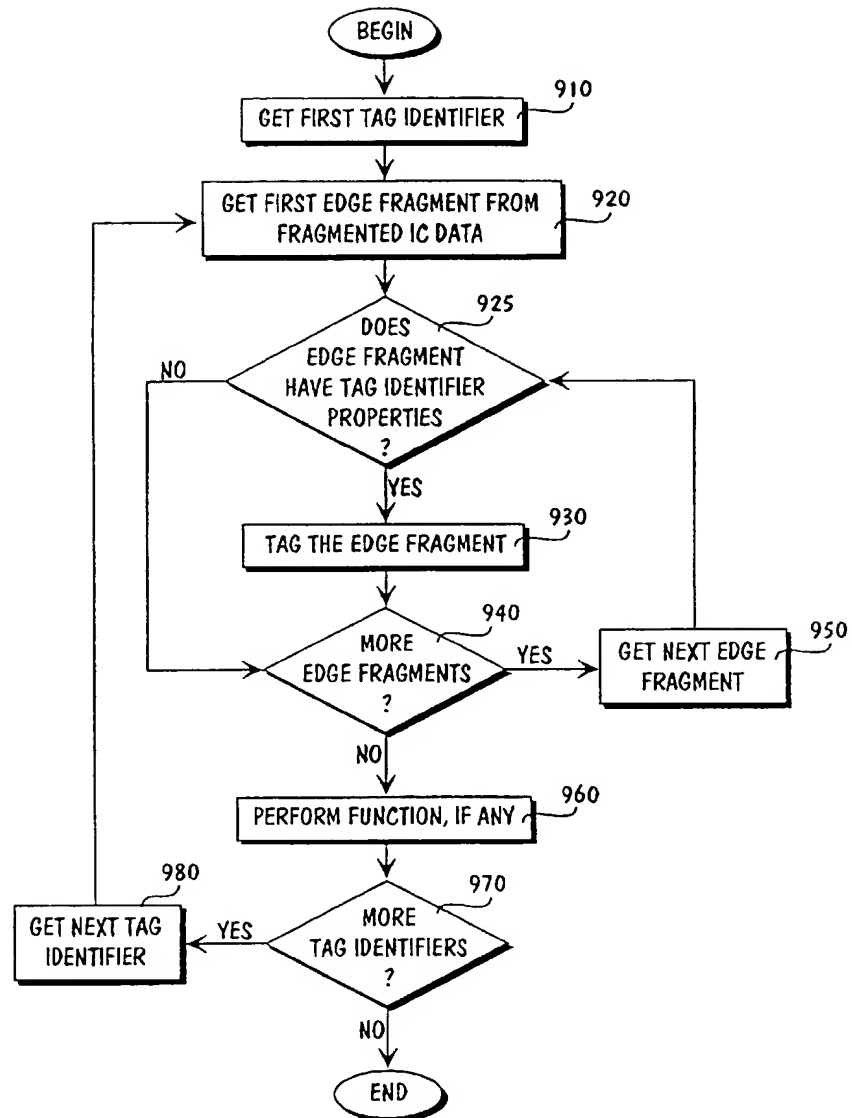 BEGIN
910
GET FIRST TAG IDENTIFIER
920
GET FIRST EDGE FRAGMENT FROM
FRAGMENTED IC DATA
925
DOES
EDGE FRAGMENT
HAVE TAG IDENTIFIER
PROPERTIES
?
NO
YES
930
TAG THE EDGE FRAGMENT
940
MORE
EDGE FRAGMENTS
?
YES
950
GET NEXT EDGE
FRAGMENT
NO
960
PERFORM FUNCTION, IF ANY
970
MORE
TAG IDENTIFIERS
?
YES
980
GET NEXT TAG
IDENTIFIER
NO
END